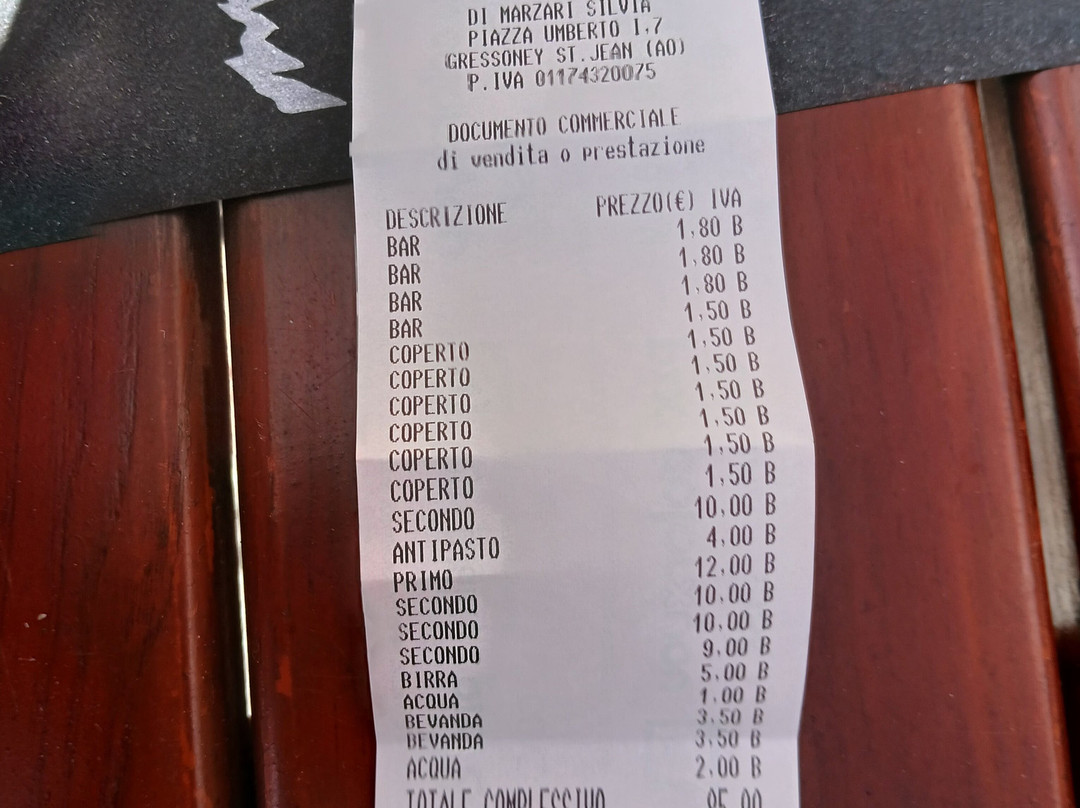 DI MARZARI SILVIA
PIAZZA UMBERTO I,7
GRESSONEY ST.JEAN (AO)
P.IVA 01174320075
DOCUMENTO COMMERCIALE
di vendita o prestazione
DESCRIZIONE PREZZO(€) IVA
BAR 1,80 B
BAR 1,80 B
BAR 1,80 B
BAR 1,50 B
COPERTO 1,50 B
COPERTO 1,50 B
COPERTO 1,50 B
COPERTO 1,50 B
COPERTO 1,50 B
COPERTO 1,50 B
SECONDO 10,00 B
ANTIPASTO 4,00 B
PRIMO 12,00 B
SECONDO 10,00 B
SECONDO 10,00 B
SECONDO 9,00 B
BIRRA 5,00 B
ACQUA 1,00 B
BEVANDA 3,50 B
BEVANDA 3,50 B
ACQUA 2,00 B
TOTALE COMPLESSIVO